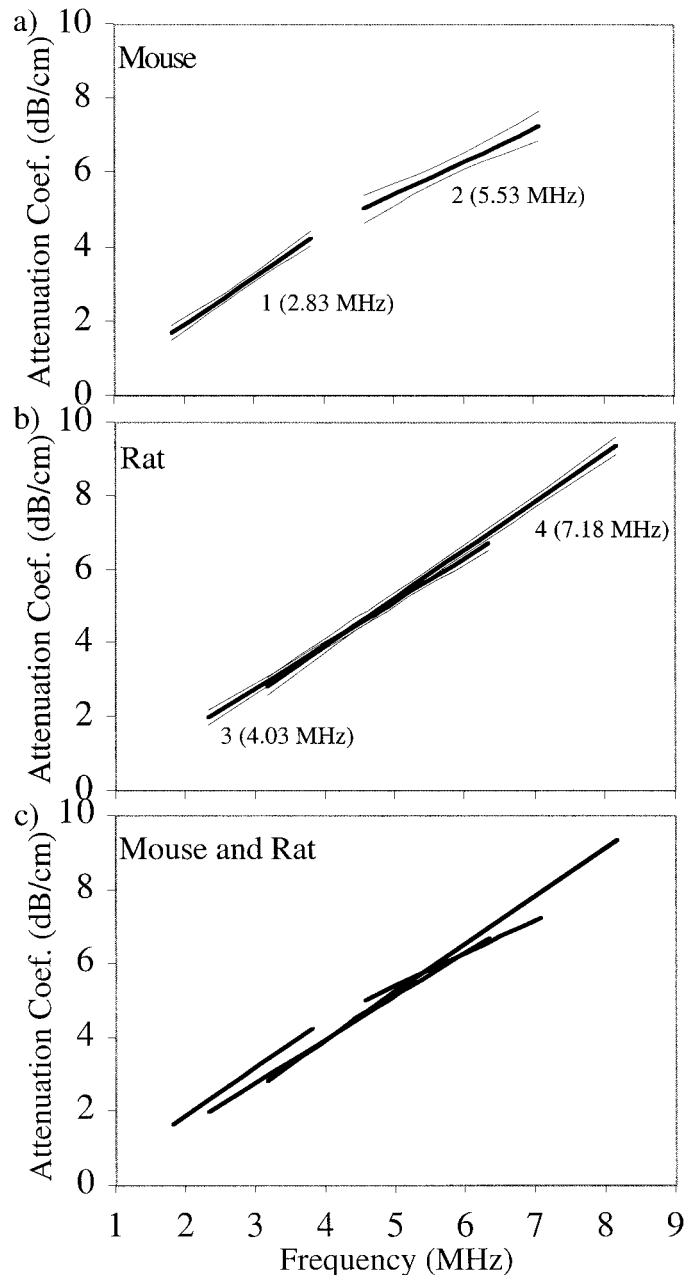 a)
Mouse
Attenuation Coef. (dB/cm)
10
8
6
4
2
0
1 (2.83 MHz)
2 (5.53 MHz)
b)
Rat
Attenuation Coef. (dB/cm)
10
8
6
4
2
0
3 (4.03 MHz)
4 (7.18 MHz)
c)
Mouse and Rat
Attenuation Coef. (dB/cm)
10
8
6
4
2
0
1 2 3 4 5 6 7 8 9
Frequency (MHz)